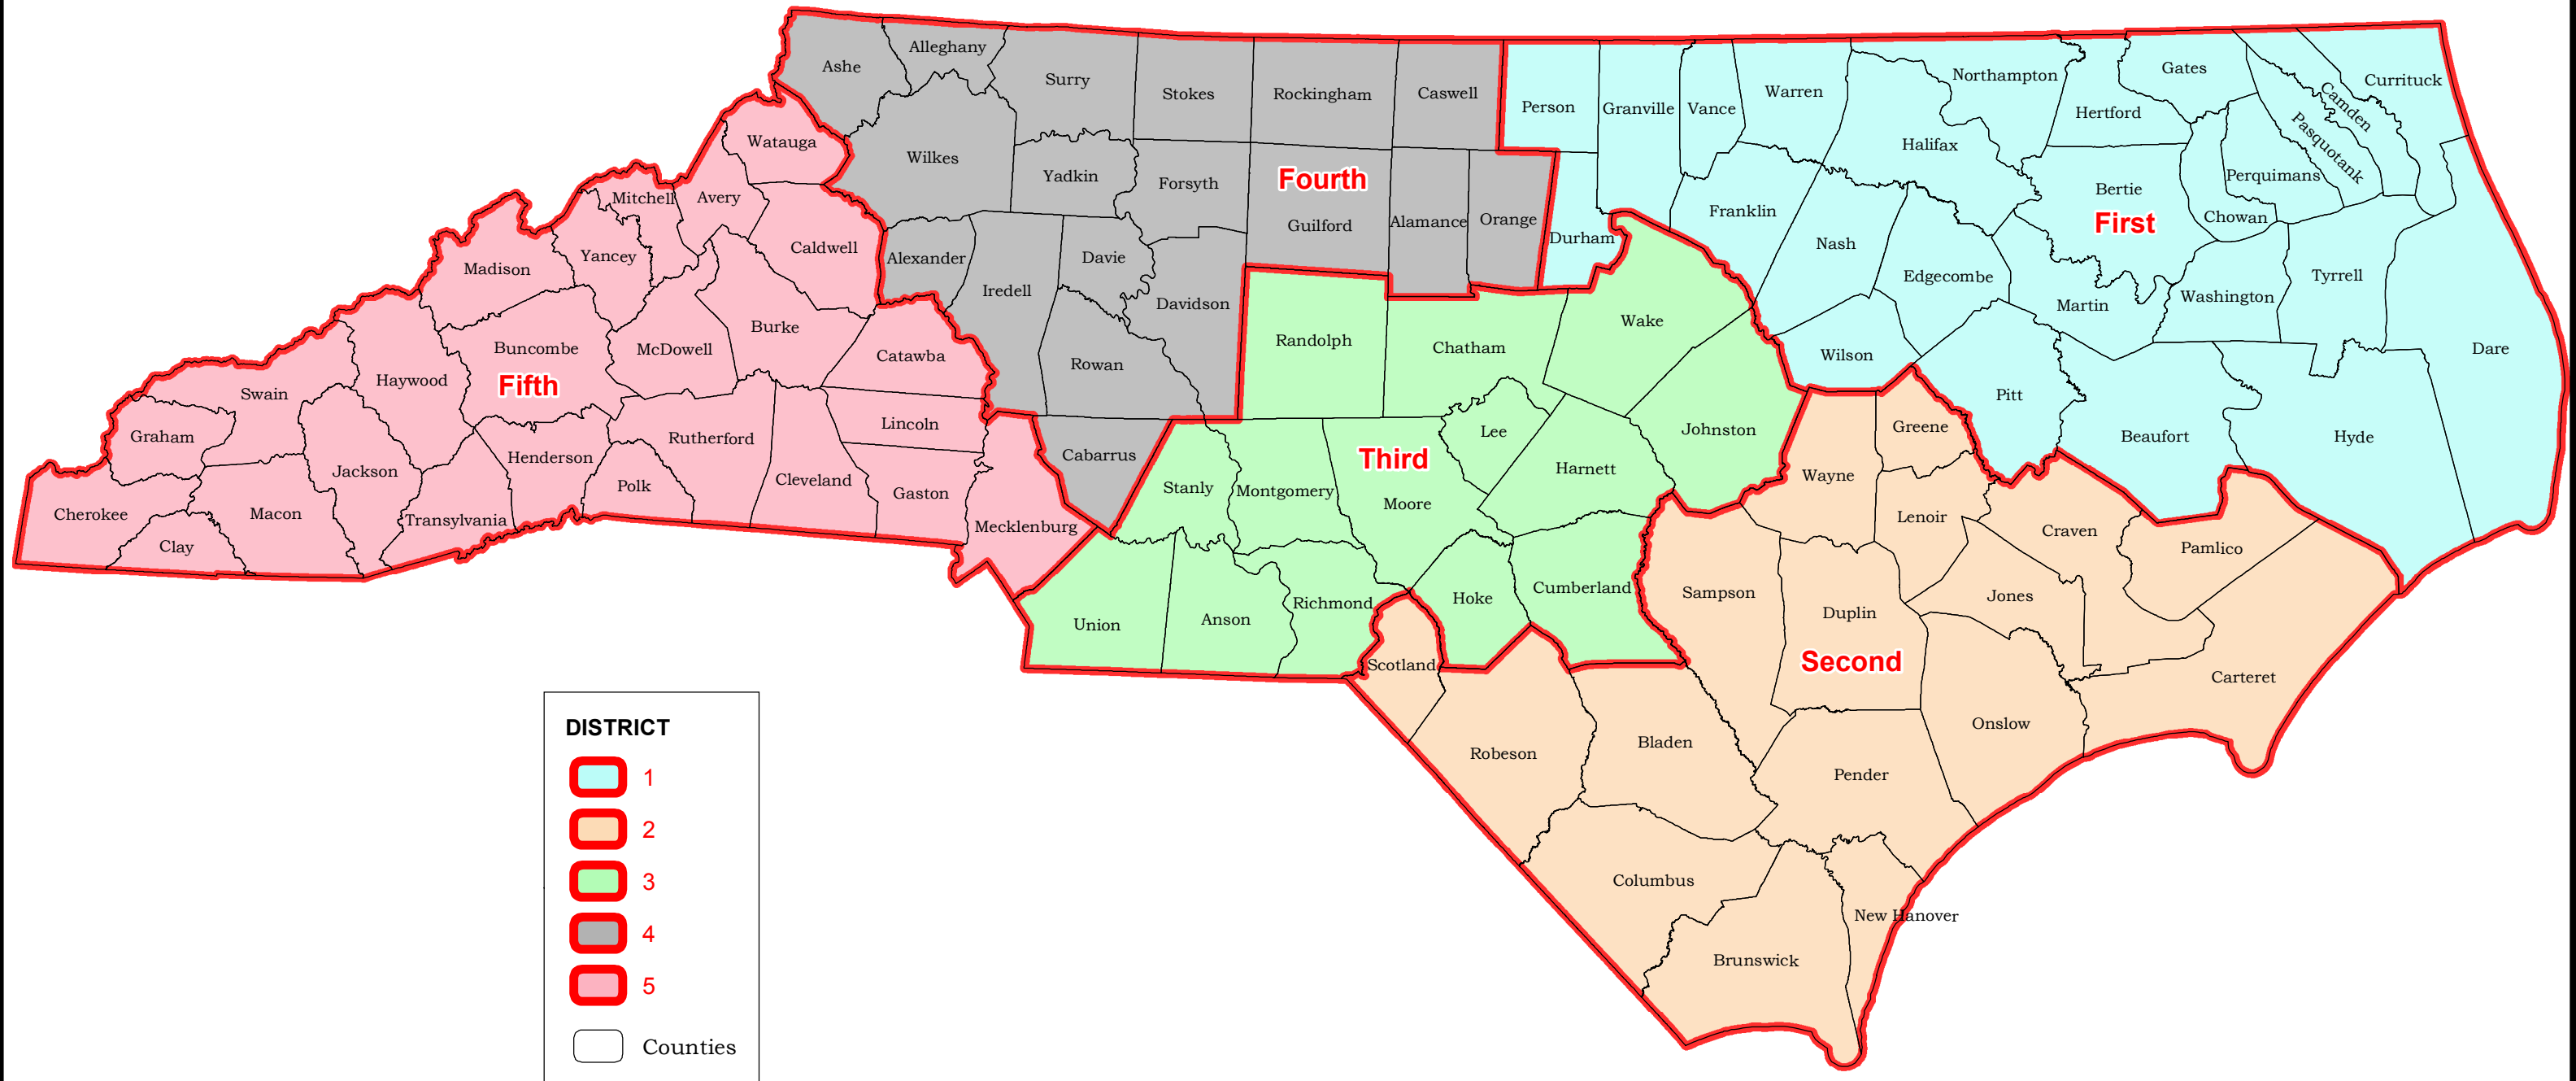 Alleghany
Ashe
Surry
Stokes
Rockingham
Caswell
Person
Granville
Vance
Warren
Northampton
Gates
Currituck
Camden
Pasquotank
Hertford
Halifax
Watauga
Wilkes
Yadkin
Forsyth
Fourth
Guilford
Alamance
Orange
Durham
Franklin
Nash
Edgecombe
Bertie
First
Perquimans
Chowan
Mitchell
Avery
Caldwell
Alexander
Iredell
Davie
Davidson
Madison
Yancey
Burke
McDowell
Buncombe
Fifth
Catawba
Rowan
Randolph
Chatham
Wake
Wilson
Martin
Washington
Tyrrell
Dare
Swain
Haywood
Graham
Jackson
Rutherford
Lincoln
Henderson
Polk
Cleveland
Gaston
Cabarrus
Stanly
Montgomery
Third
Moore
Lee
Harnett
Johnston
Wayne
Greene
Pitt
Beaufort
Hyde
Cherokee
Clay
Macon
Transylvania
Mecklenburg
Union
Anson
Richmond
Hoke
Cumberland
Sampson
Duplin
Lenoir
Craven
Pamlico
Jones
Second
Scotland
Robeson
Bladen
Pender
Onslow
Carteret
Columbus
New Hanover
Brunswick
DISTRICT
1
2
3
4
5
Counties